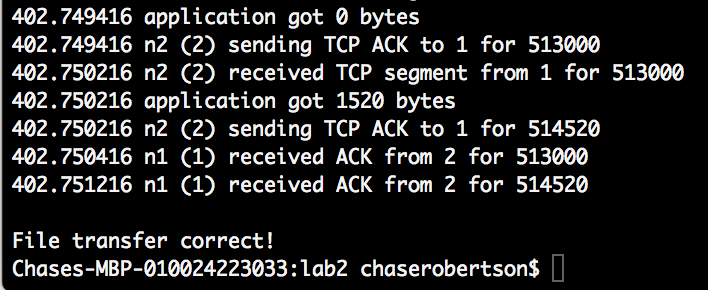 402.749416 application got 0 bytes
402.749416 n2 (2) sending TCP ACK to 1 for 513000
402.750216 n2 (2) received TCP segment from 1 for 513000
402.750216 application got 1520 bytes
402.750216 n2 (2) sending TCP ACK to 1 for 514520
402.750416 n1 (1) received ACK from 2 for 513000
402.751216 n1 (1) received ACK from 2 for 514520
File transfer correct!
Chases-MBP-010024223033:lab2 chaserobertson$